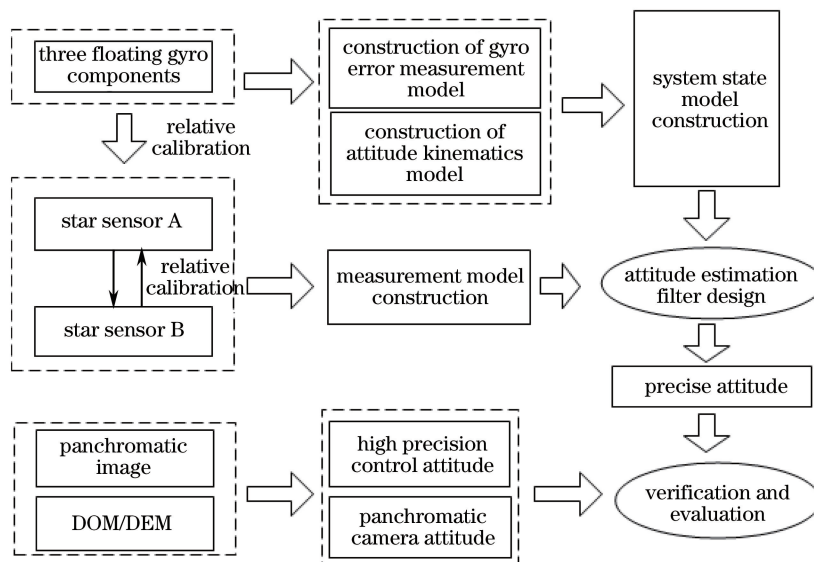 three floating gyro
components
construction of gyro
error measurement
model
construction of
attitude kinematics
model
system state
model
construction
relative
calibration
star sensor A
relative
calibration
star sensor B
measurement model
construction
attitude estimation
filter design
precise attitude
panchromatic
image
DOM/DEM
high precision
control attitude
panchromatic
camera attitude
verification and
evaluation